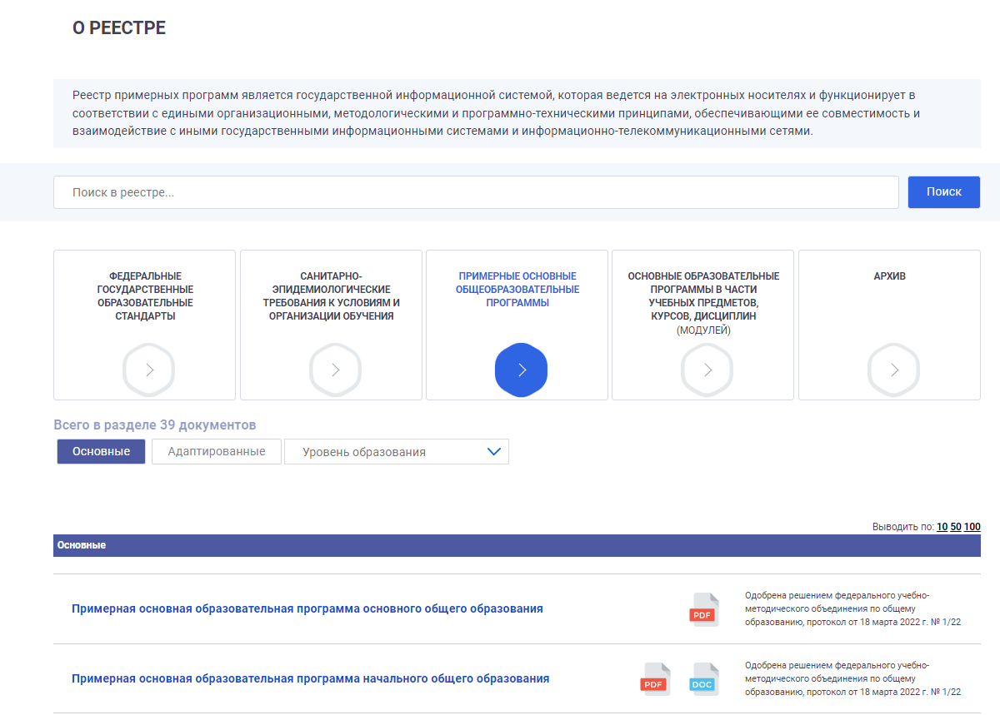 О РЕЕСТРЕ
Реестр примерных программ является государственной информационной системой, которая ведется на электронных носителях и функционирует в
соответствии с едиными организационными, методологическими и программно-техническими принципами, обеспечивающими ее совместимость и
взаимодействие с иными государственными информационными системами и информационно-телекоммуникационными сетями.
Поиск в реестре...
Поиск
ФЕДЕРАЛЬНЫЕ
ГОСУДАРСТВЕННЫЕ
ОБРАЗОВАТЕЛЬНЫЕ
СТАНДАРТЫ
САНИТАРНО-
ЭПИДЕМИОЛОГИЧЕСКИЕ
ТРЕБОВАНИЯ К УСЛОВИЯМ И
ОРГАНИЗАЦИИ ОБУЧЕНИЯ
ПРИМЕРНЫЕ ОСНОВНЫЕ
ОБЩЕОБРАЗОВАТЕЛЬНЫЕ
ПРОГРАММЫ
ОСНОВНЫЕ ОБРАЗОВАТЕЛЬНЫЕ
ПРОГРАММЫ В ЧАСТИ
УЧЕБНЫХ ПРЕДМЕТОВ,
КУРСОВ, ДИСЦИПЛИН
(МОДУЛЕЙ)
АРХИВ
Всего в разделе 39 документов
Основные
Адаптированные
Уровень образования
Выводить по: 10 50 100
Основные
Примерная основная образовательная программа основного общего образования
PDF
Одобрена решением федерального учебно-
методического объединения по общему
образованию, протокол от 18 марта 2022 г. № 1/22
Примерная основная образовательная программа начального общего образования
PDF
DOC
Одобрена решением федерального учебно-
методического объединения по общему
образованию, протокол от 18 марта 2022 г. № 1/22